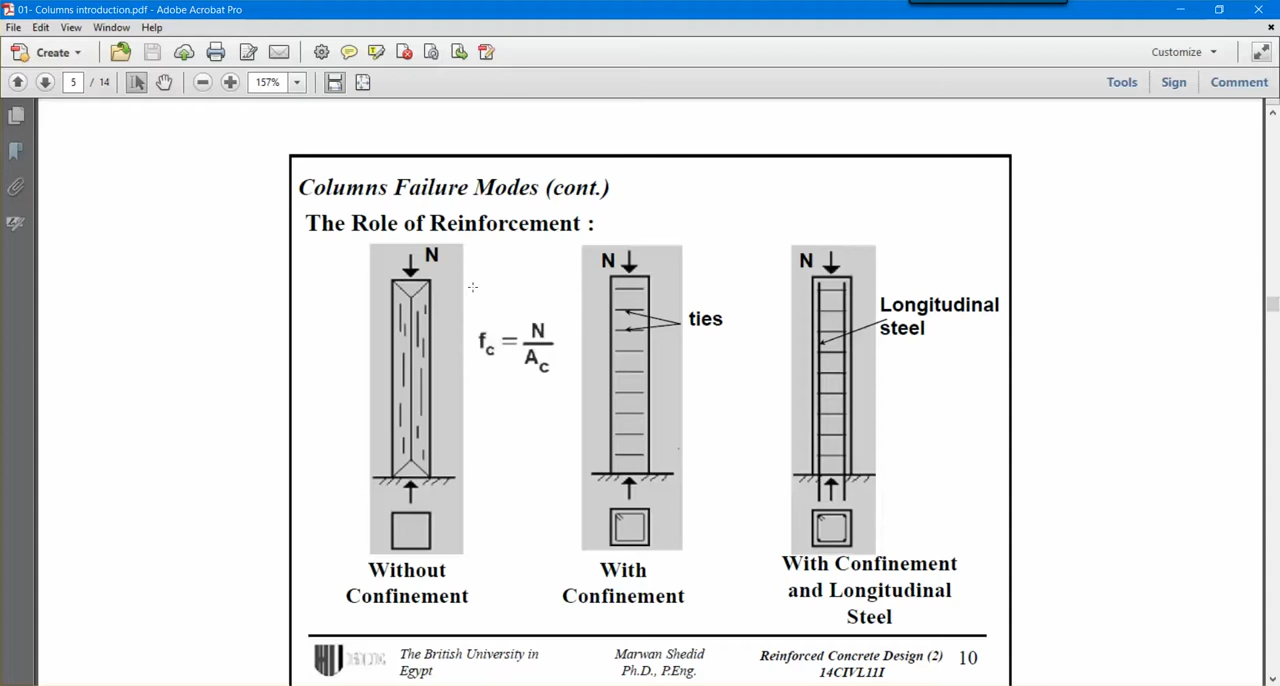 01- Columns introduction.pdf - Adobe Acrobat Pro
File Edit View Window Help
Create Customize
5 / 14 157% Tools Sign Comment
Columns Failure Modes (cont.)
The Role of Reinforcement :
N
N
N
fc = N / Ac
ties
Longitudinal
steel
Without
Confinement
With
Confinement
With Confinement
and Longitudinal
Steel
The British University in
Egypt
Marwan Shedid
Ph.D., P.Eng.
Reinforced Concrete Design (2)
14CIVL11I
10